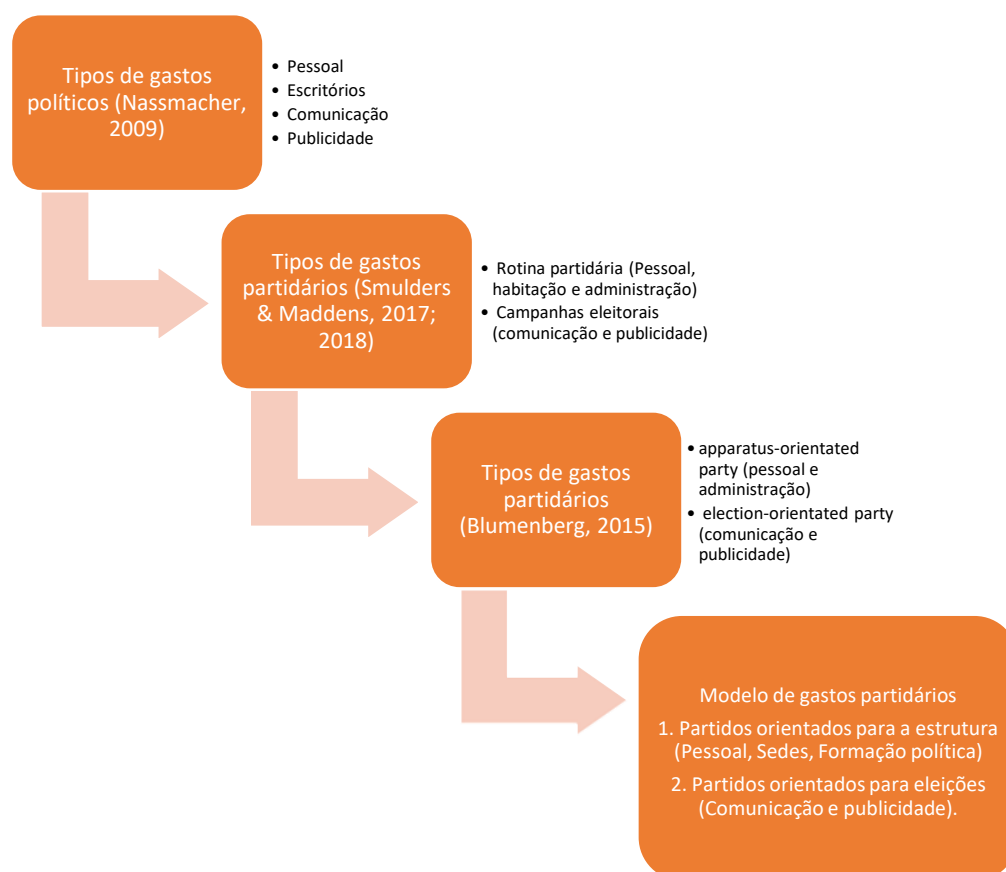 Tipos de gastos
políticos (Nassmacher,
2009)
• Pessoal
• Escritórios
• Comunicação
• Publicidade
Tipos de gastos
partidários (Smulders
& Maddens, 2017;
2018)
• Rotina partidária (Pessoal,
habitação e administração)
• Campanhas eleitorais
(comunicação e publicidade)
Tipos de gastos
partidários
(Blumenberg, 2015)
• apparatus-orientated
party (pessoal e
administração)
• election-orientated party
(comunicação e
publicidade)
Modelo de gastos partidários
1. Partidos orientados para a estrutura
(Pessoal, Sedes, Formação política)
2. Partidos orientados para eleições
(Comunicação e publicidade).